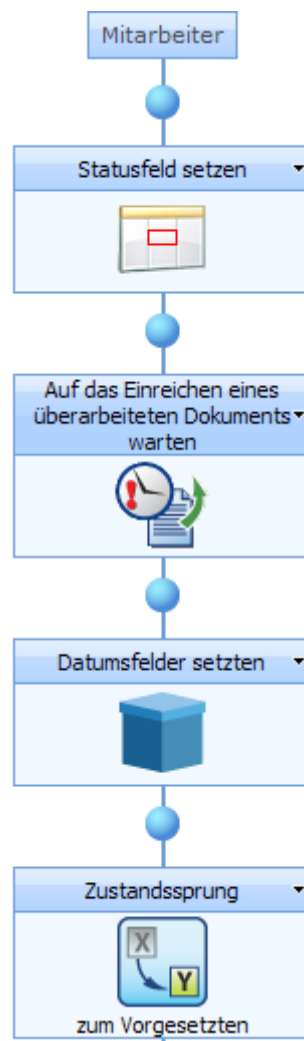 Mitarbeiter
Statusfeld setzen
Auf das Einreichen eines
überarbeiteten Dokuments
warten
Datumsfelder setzten
Zustandssprung
X
Y
zum Vorgesetzten